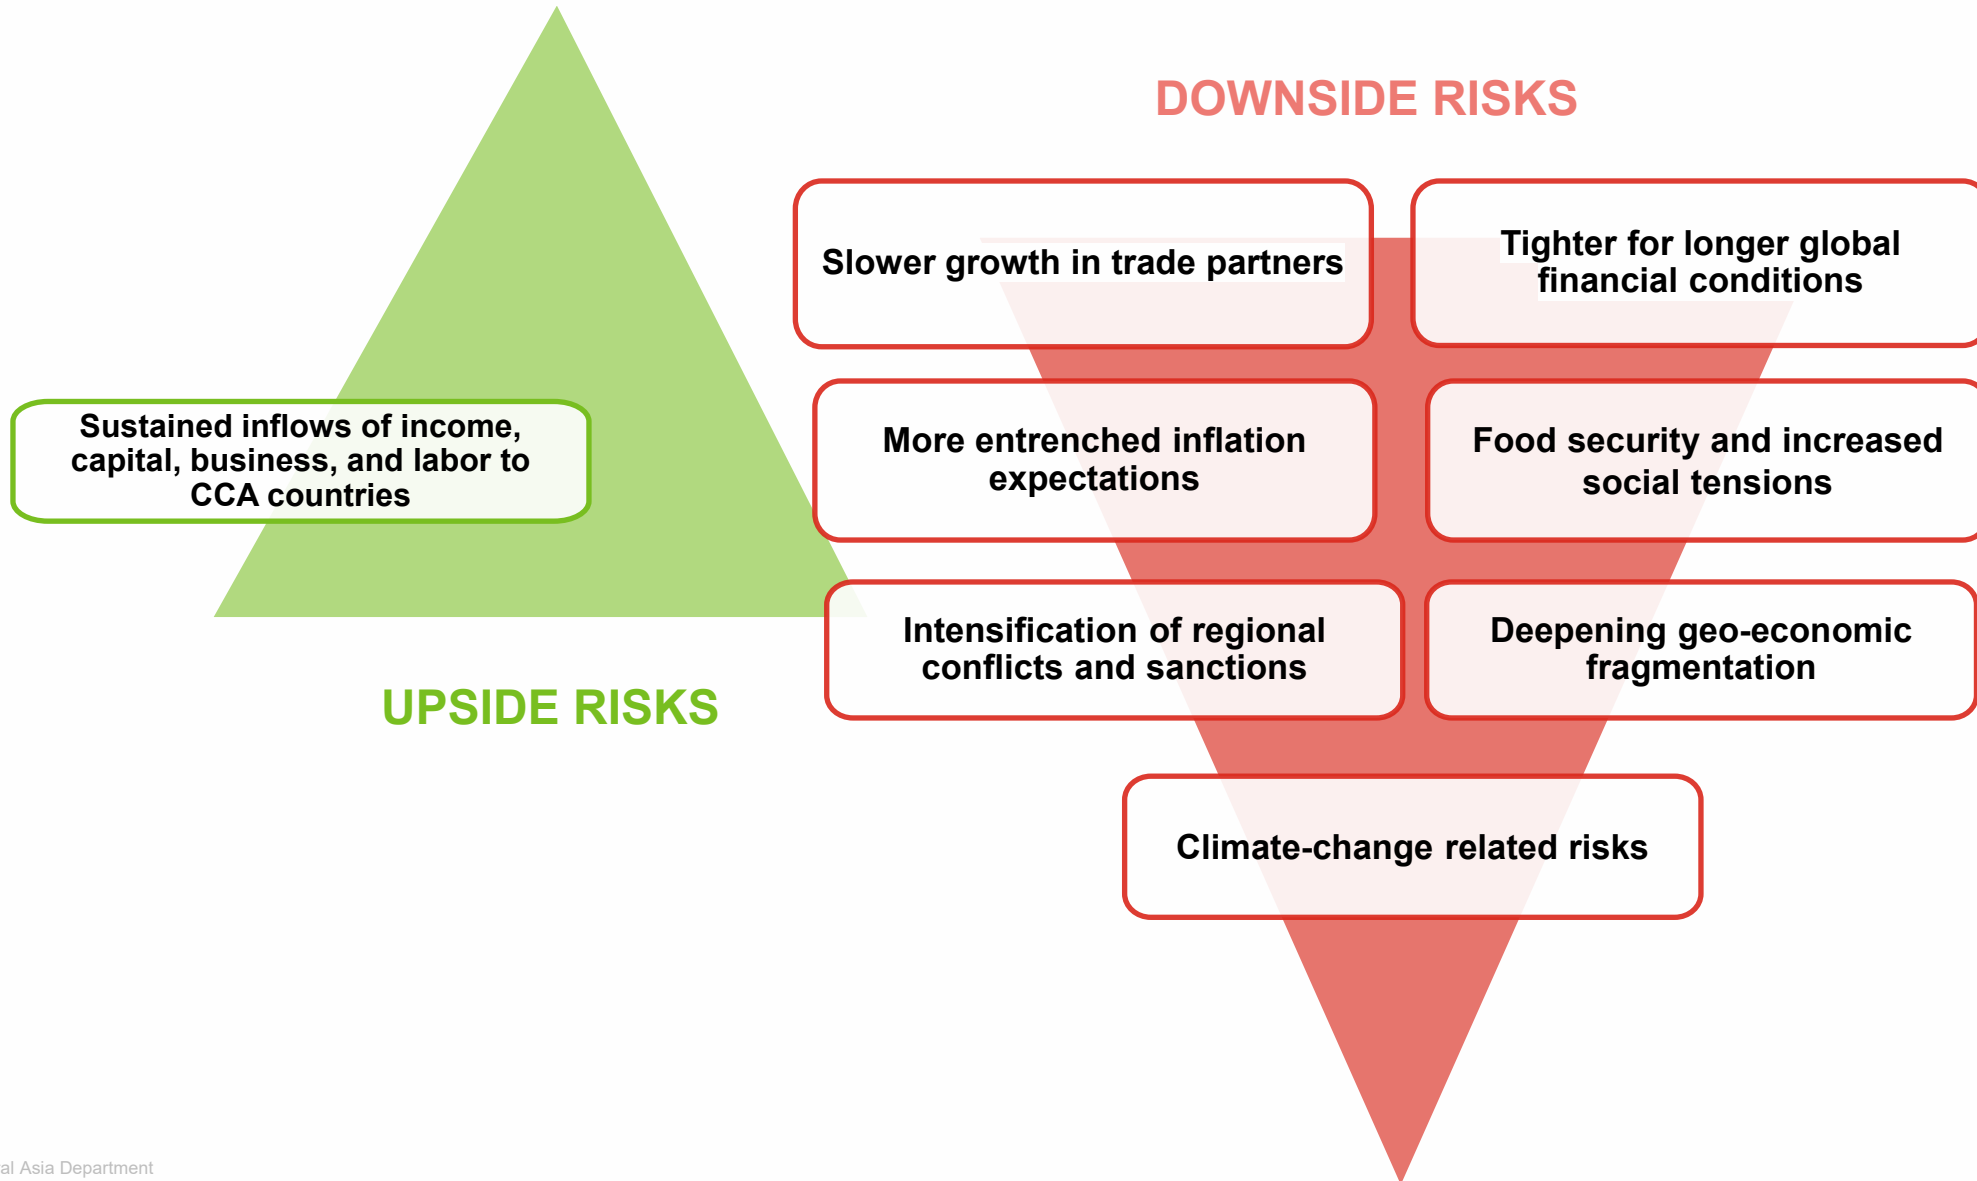 DOWNSIDE RISKS
Slower growth in trade partners
Tighter for longer global
financial conditions
Sustained inflows of income,
capital, business, and labor to
CCA countries
More entrenched inflation
expectations
Food security and increased
social tensions
Intensification of regional
conflicts and sanctions
Deepening geo-economic
fragmentation
UPSIDE RISKS
Climate-change related risks
al Asia Department